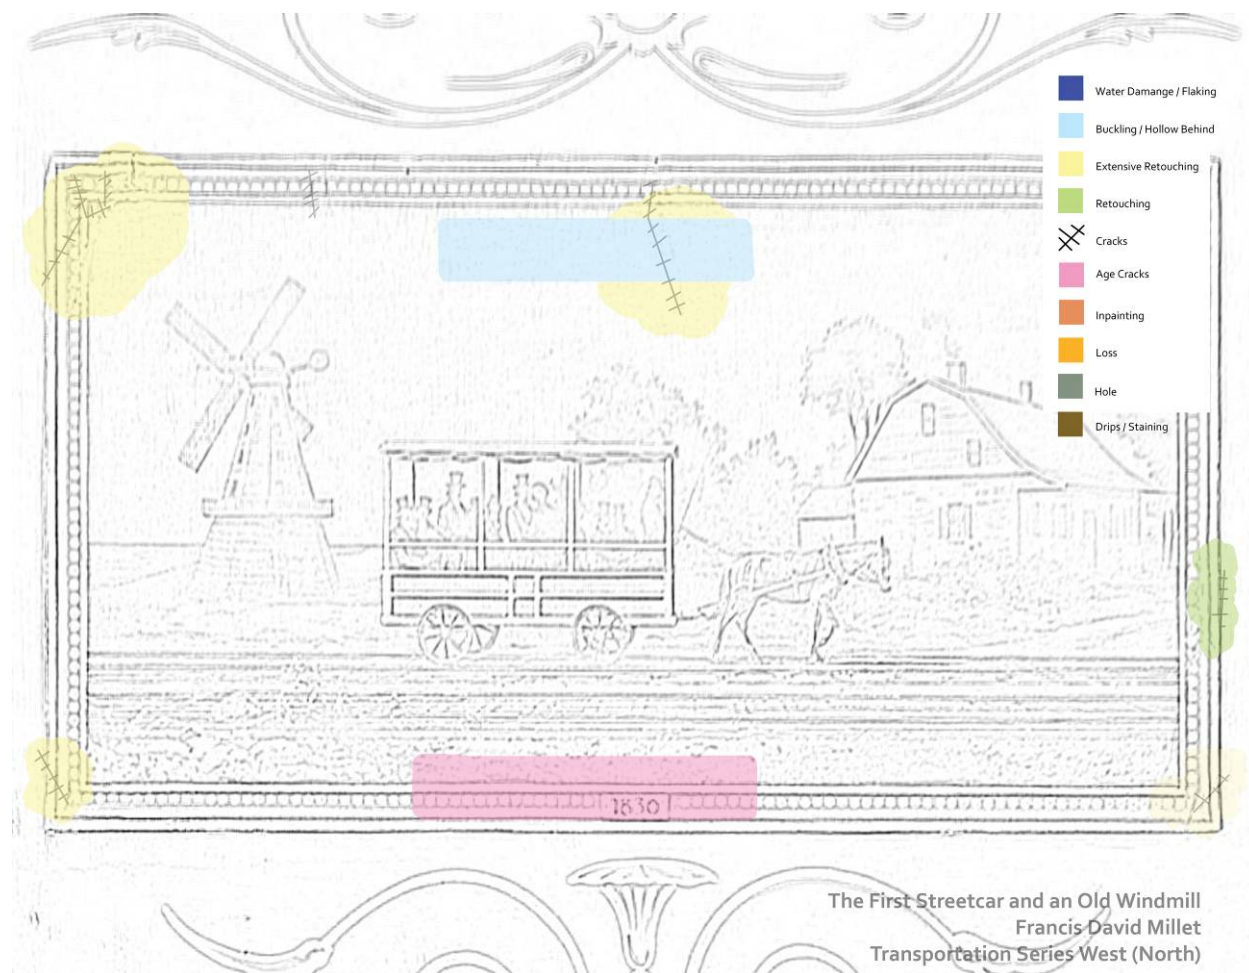 Water Damange / Flaking
Buckling / Hollow Behind
Extensive Retouching
Retouching
Cracks
Age Cracks
Inpainting
Loss
Hole
Drips / Staining
1830
The First Streetcar and an Old Windmill
Francis David Millet
Transportation Series West (North)